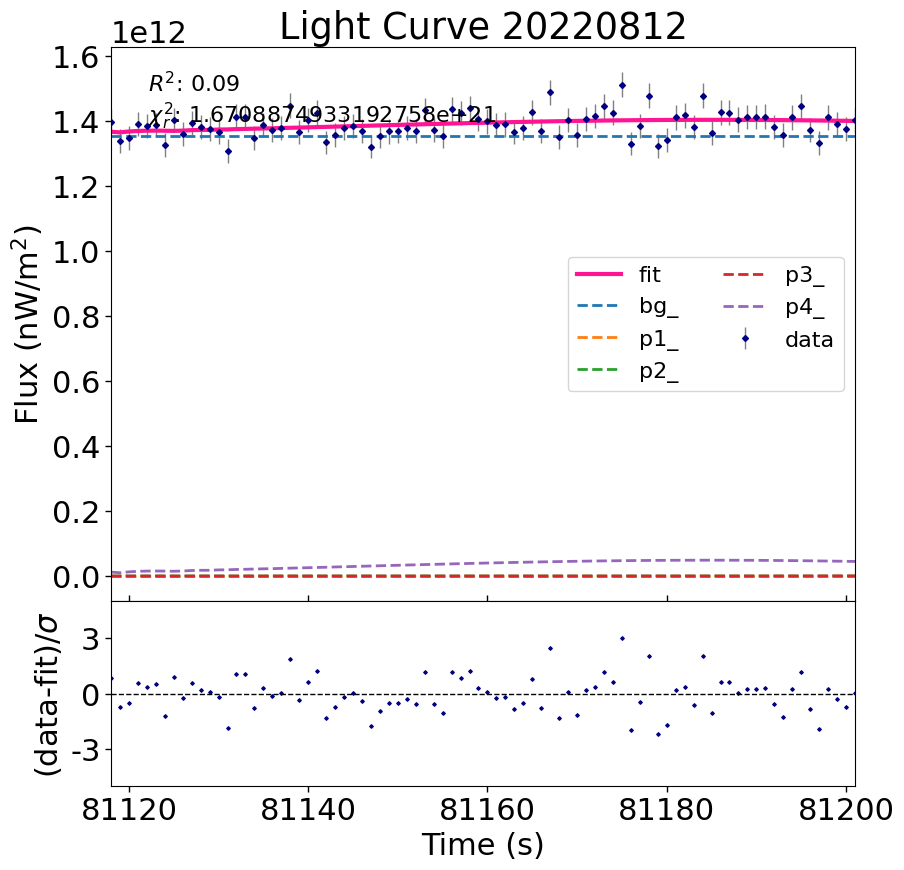 Light Curve 20220812
1e12
R²: 0.09
χ²ᵣ: 1.6708874933192758e+21
1.6
1.4
1.2
1.0
0.8
0.6
0.4
0.2
0.0
Flux (nW/m²)
fit
bg_
p1_
p2_
p3_
p4_
data
3
0
-3
(data-fit)/σ
81120 81140 81160 81180 81200
Time (s)